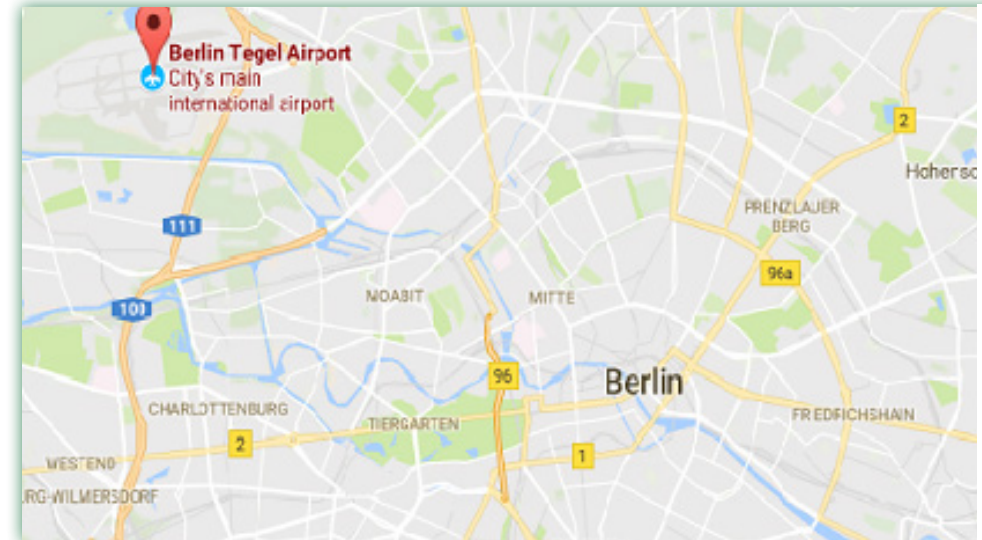 Berlin Tegel Airport
City's main
international airport
2
Hohensc
111
PRENZLAUER
BERG
96a
MOABIT
MITTE
100
96
Berlin
CHARLOTTENBURG
TIERGARTEN
FRIEDRICHSHAIN
2
1
WESTEND
RG-WILMERSDORF